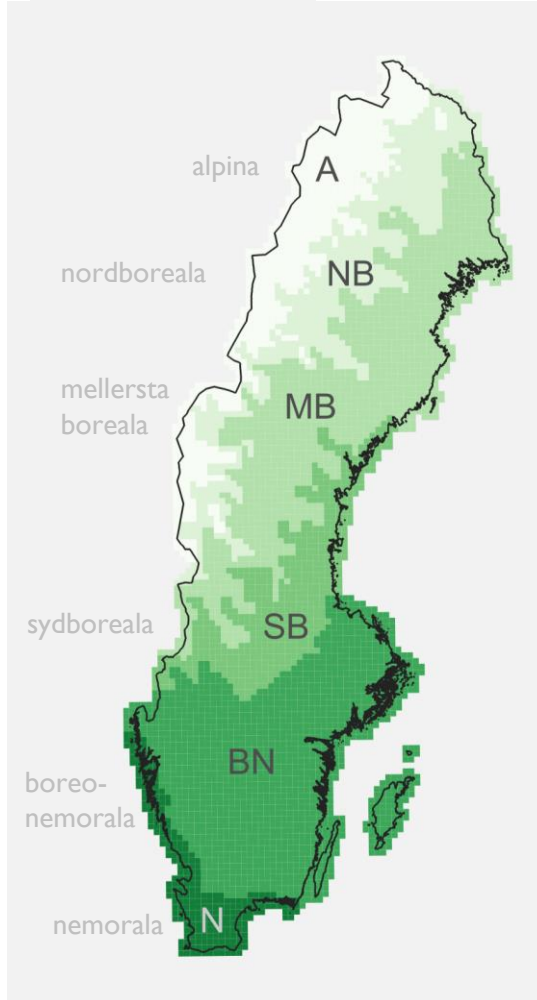 alpina
A
nordboreala
NB
mellersta
boreala
MB
sydboreala
SB
BN
boreo-
nemorala
nemorala
N